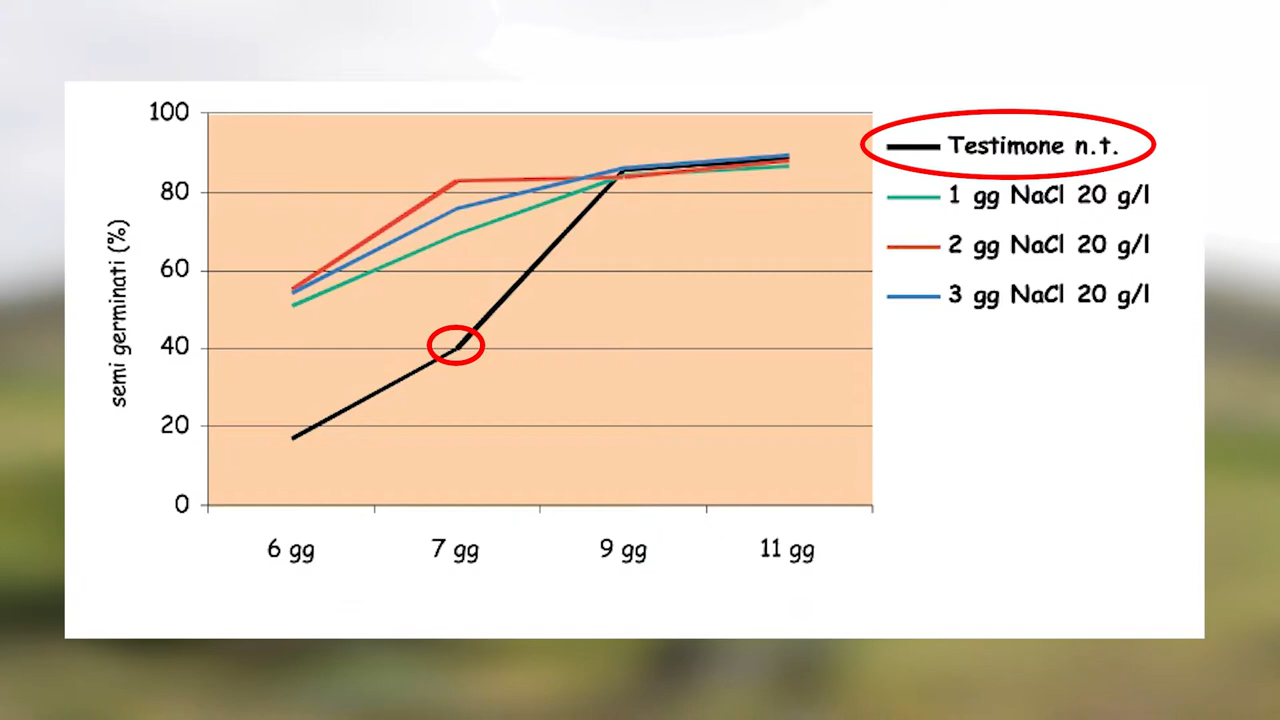 100
80
60
40
20
0
semi germinati (%)
6 gg
7 gg
9 gg
11 gg
Testimone n.t.
1 gg NaCl 20 g/l
2 gg NaCl 20 g/l
3 gg NaCl 20 g/l